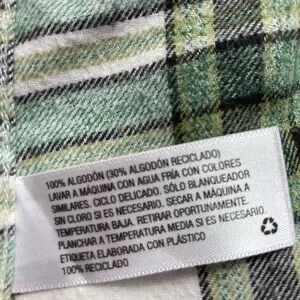 100% ALGODÓN (30% ALGODÓN RECICLADO)
LAVAR A MÁQUINA CON AGUA FRÍA CON COLORES
SIMILARES. CICLO DELICADO. SÓLO BLANQUEADOR
SIN CLORO SI ES NECESARIO. SECAR A MÁQUINA A
TEMPERATURA BAJA. RETIRAR OPORTUNAMENTE.
PLANCHAR A TEMPERATURA MEDIA SI ES NECESARIO.
ETIQUETA ELABORADA CON PLÁSTICO
100% RECICLADO